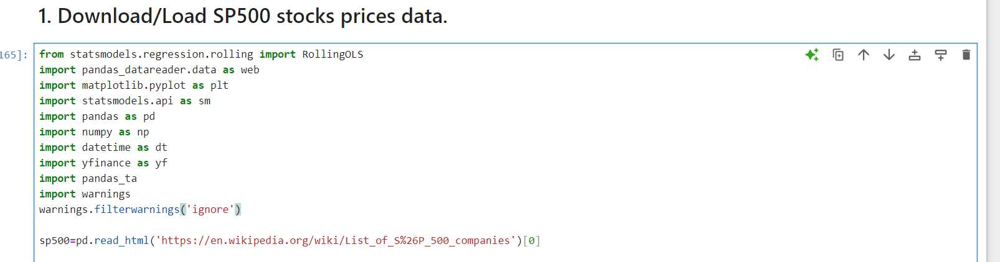 1. Download/Load SP500 stocks prices data.
165]:
from statsmodels.regression.rolling import RollingOLS
import pandas_datareader.data as web
import matplotlib.pyplot as plt
import statsmodels.api as sm
import pandas as pd
import numpy as np
import datetime as dt
import yfinance as yf
import pandas_ta
import warnings
warnings.filterwarnings('ignore')
sp500=pd.read_html('https://en.wikipedia.org/wiki/List_of_S%26P_500_companies')[0]